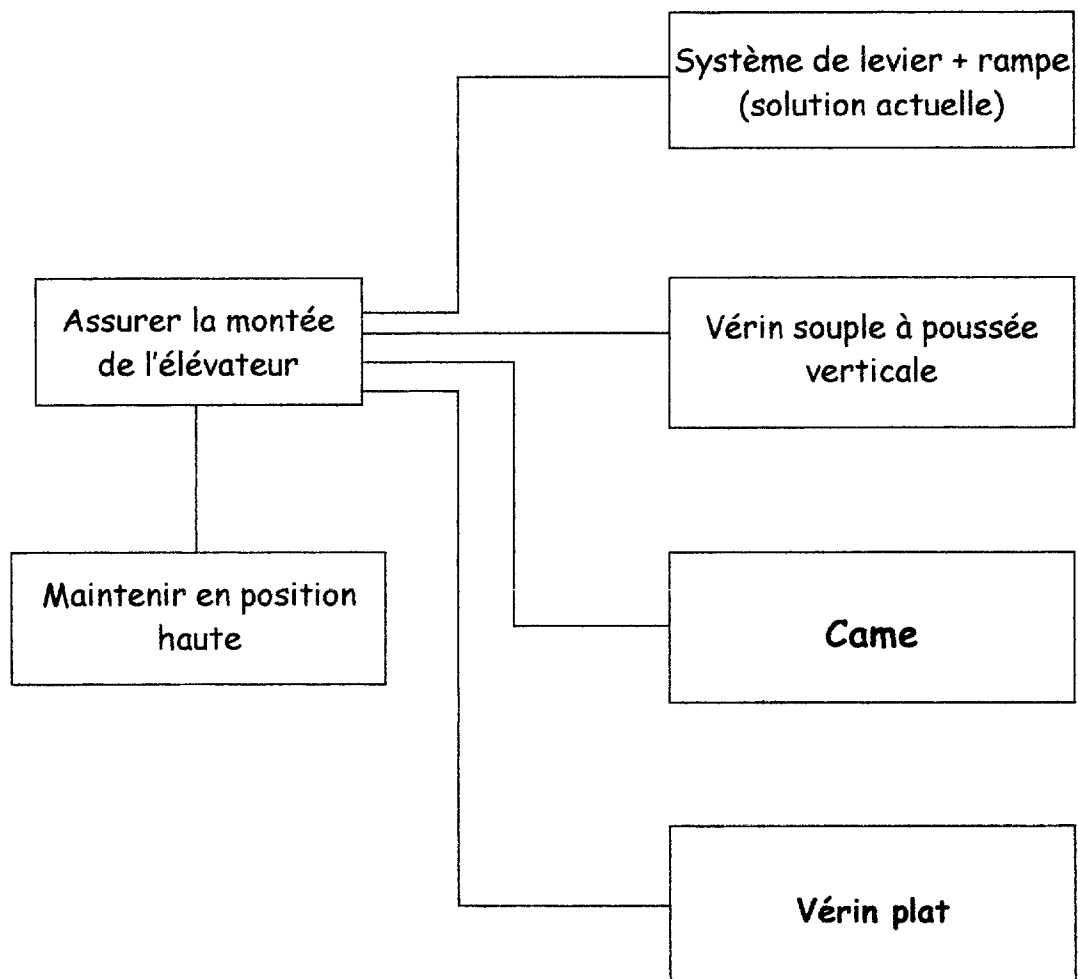 Système de levier + rampe
(solution actuelle)
Assurer la montée
de l'élévateur
Vérin souple à poussée
verticale
Maintenir en position
haute
Came
Vérin plat